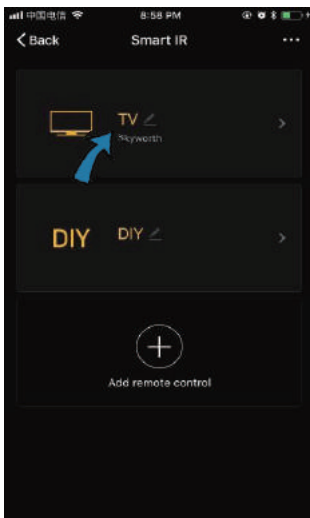 中国电信 8:58 PM
Back Smart IR
TV
Skyworth
DIY DIY
Add remote control